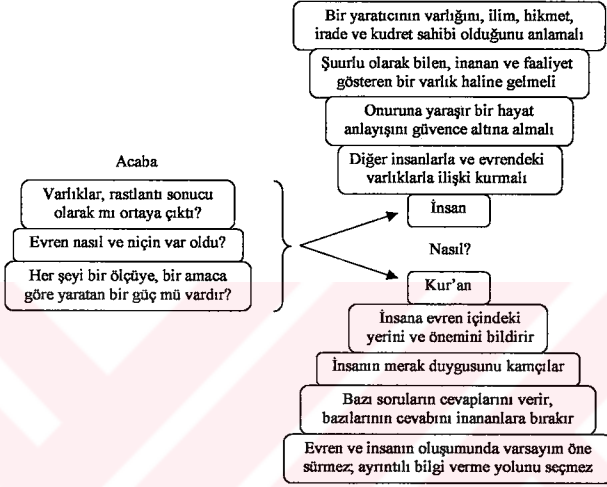 Bir yaratıcının varlığını, ilim, hikmet,
irade ve kudret sahibi olduğunu anlamalı
Şuurlu olarak bilen, inanan ve faaliyet
gösteren bir varlık haline gelmeli
Onuruna yaraşır bir hayat
anlayışını güvence altına almalı
Diğer insanlarla ve evrendeki
varlıklarla ilişki kurmalı
İnsan
Acaba
Varlıklar, rastlantı sonucu
olarak mı ortaya çıktı?
Evren nasıl ve niçin var oldu?
Her şeyi bir ölçüye, bir amaca
göre yaratan bir güç mü vardır?
Nasıl?
Kur'an
İnsana evren içindeki
yerini ve önemini bildirir
İnsanın merak duygusunu kamçılar
Bazı soruların cevaplarını verir,
bazılarının cevabını inananlara bırakır
Evren ve insanın oluşumunda varsayım öne
sürmez; ayrıntılı bilgi verme yolunu seçmez